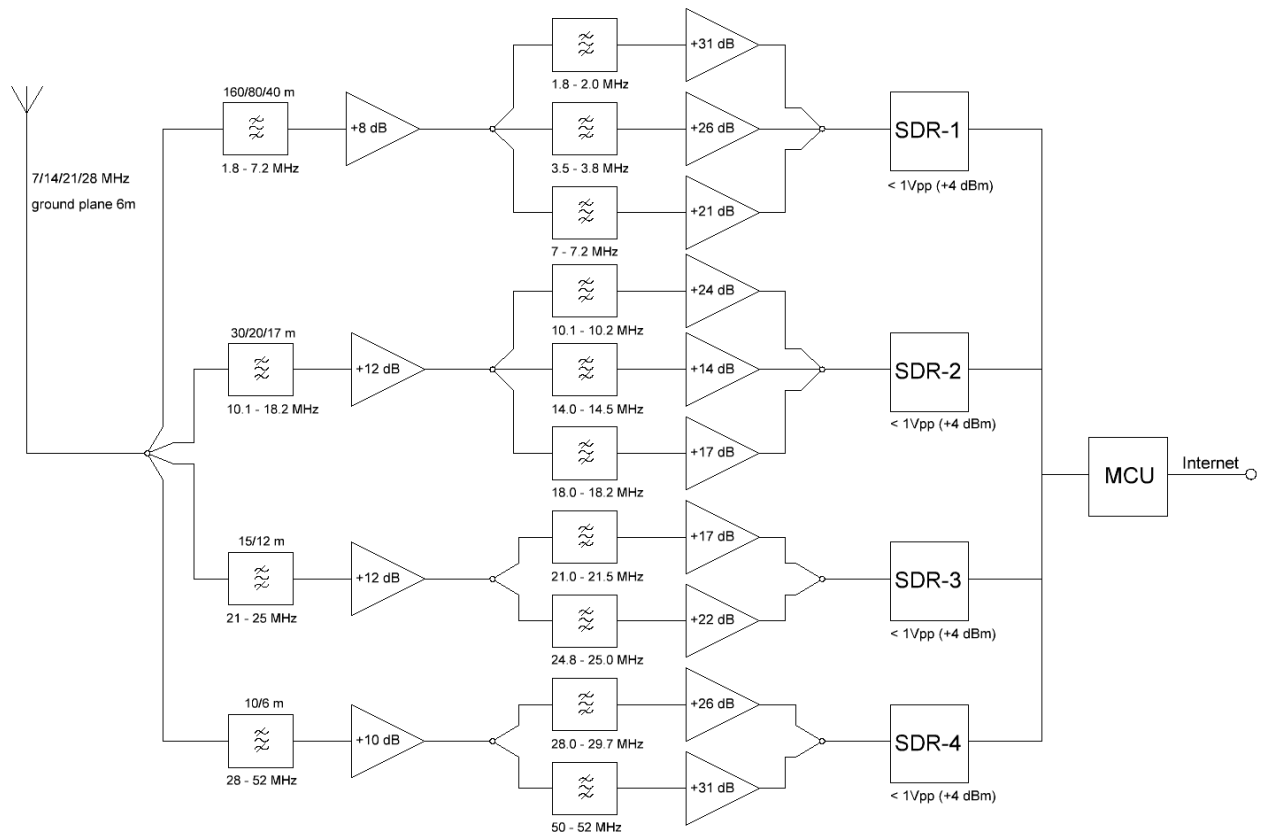 7/14/21/28 MHz
ground plane 6m
160/80/40 m
1.8 - 7.2 MHz
+8 dB
1.8 - 2.0 MHz
+31 dB
3.5 - 3.8 MHz
+26 dB
7 - 7.2 MHz
+21 dB
SDR-1
< 1Vpp (+4 dBm)
30/20/17 m
10.1 - 18.2 MHz
+12 dB
10.1 - 10.2 MHz
+24 dB
14.0 - 14.5 MHz
+14 dB
18.0 - 18.2 MHz
+17 dB
SDR-2
< 1Vpp (+4 dBm)
15/12 m
21 - 25 MHz
+12 dB
21.0 - 21.5 MHz
+17 dB
24.8 - 25.0 MHz
+22 dB
SDR-3
< 1Vpp (+4 dBm)
10/6 m
28 - 52 MHz
+10 dB
28.0 - 29.7 MHz
+26 dB
50 - 52 MHz
+31 dB
SDR-4
< 1Vpp (+4 dBm)
MCU
Internet